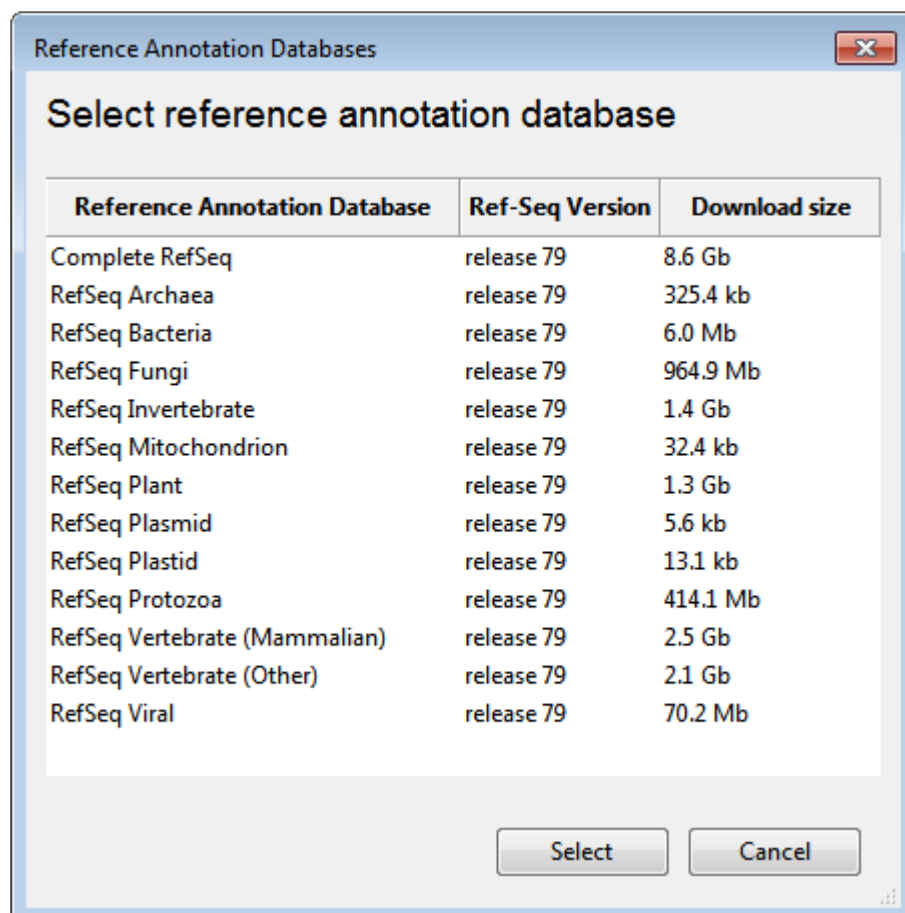 Reference Annotation Databases
Select reference annotation database
Reference Annotation Database Ref-Seq Version Download size
Complete RefSeq release 79 8.6 Gb
RefSeq Archaea release 79 325.4 kb
RefSeq Bacteria release 79 6.0 Mb
RefSeq Fungi release 79 964.9 Mb
RefSeq Invertebrate release 79 1.4 Gb
RefSeq Mitochondrion release 79 32.4 kb
RefSeq Plant release 79 1.3 Gb
RefSeq Plasmid release 79 5.6 kb
RefSeq Plastid release 79 13.1 kb
RefSeq Protozoa release 79 414.1 Mb
RefSeq Vertebrate (Mammalian) release 79 2.5 Gb
RefSeq Vertebrate (Other) release 79 2.1 Gb
RefSeq Viral release 79 70.2 Mb
Select Cancel